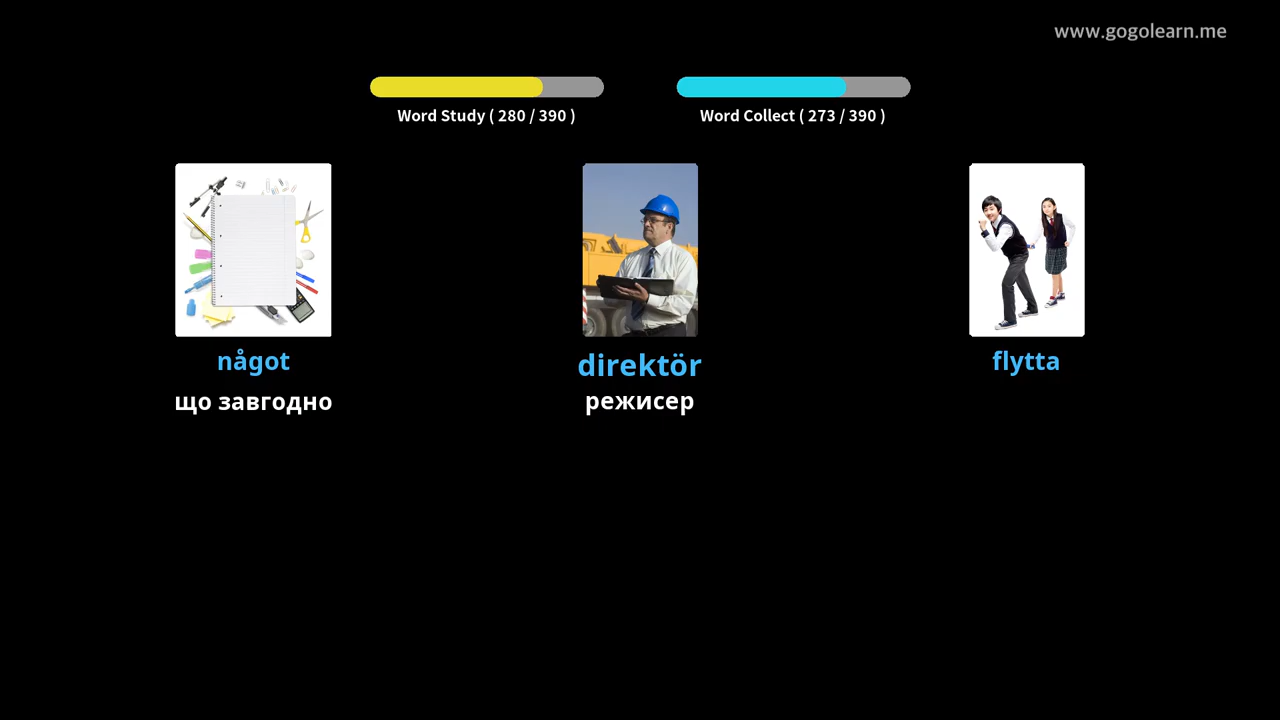 www.gogolearn.me
Word Study ( 280 / 390 )
Word Collect ( 273 / 390 )
något
direktör
flytta
що завгодно
режисер